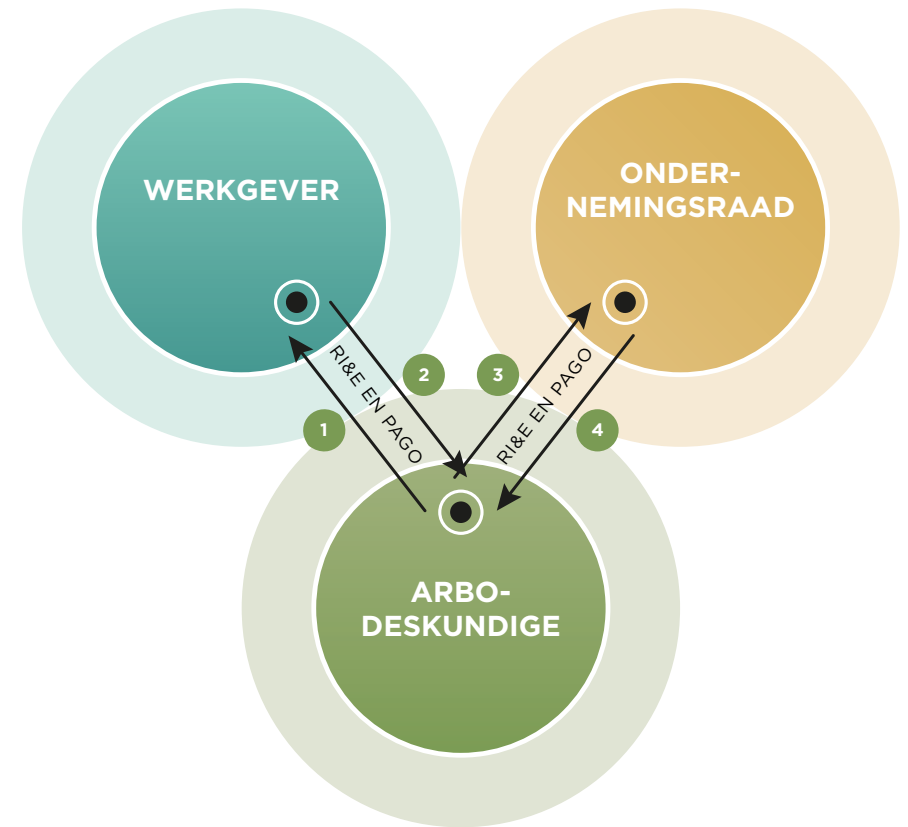 WERKGEVER
ONDER-
NEMINGSRAAD
RI&E EN PAGO
RI&E EN PAGO
2
3
1
4
ARBO-
DESKUNDIGE